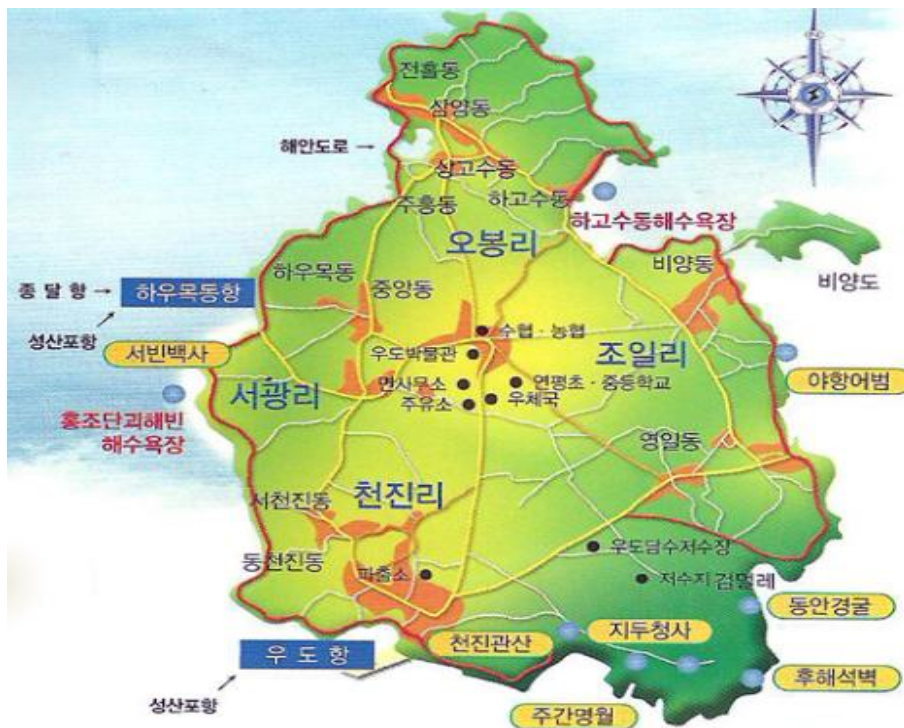 전흘동
삼양동
해안도로 →
상고수동
하고수동
주흥동
하고수동해수욕장
오봉리
비양동
하우목동
비양도
종달항 →
하우목동항
중양동
성산포항
수협 · 농협
서빈백사
우도박물관
조일리
면사무소
연평초 · 중등학교
야항어범
서광리
주유소
우체국
홍조단괴해빈
해수욕장
영일동
천진리
서천진동
우도담수저수장
동천진동
파출소
저수지
검멀레
동안경굴
천진관산
지두청사
우도항
후해석벽
성산포항
주간명월